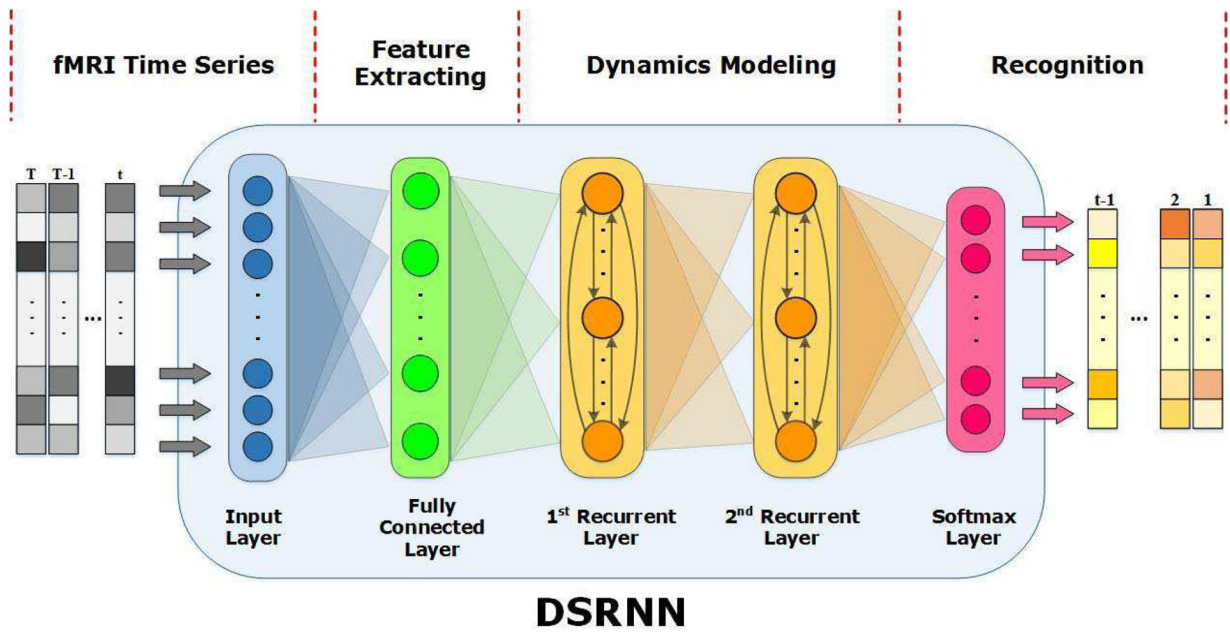 fMRI Time Series
Feature
Extracting
Dynamics Modeling
Recognition
T T-1 t
...
t-1 2 1
...
Input
Layer
Fully
Connected
Layer
1st Recurrent
Layer
2nd Recurrent
Layer
Softmax
Layer
DSRNN